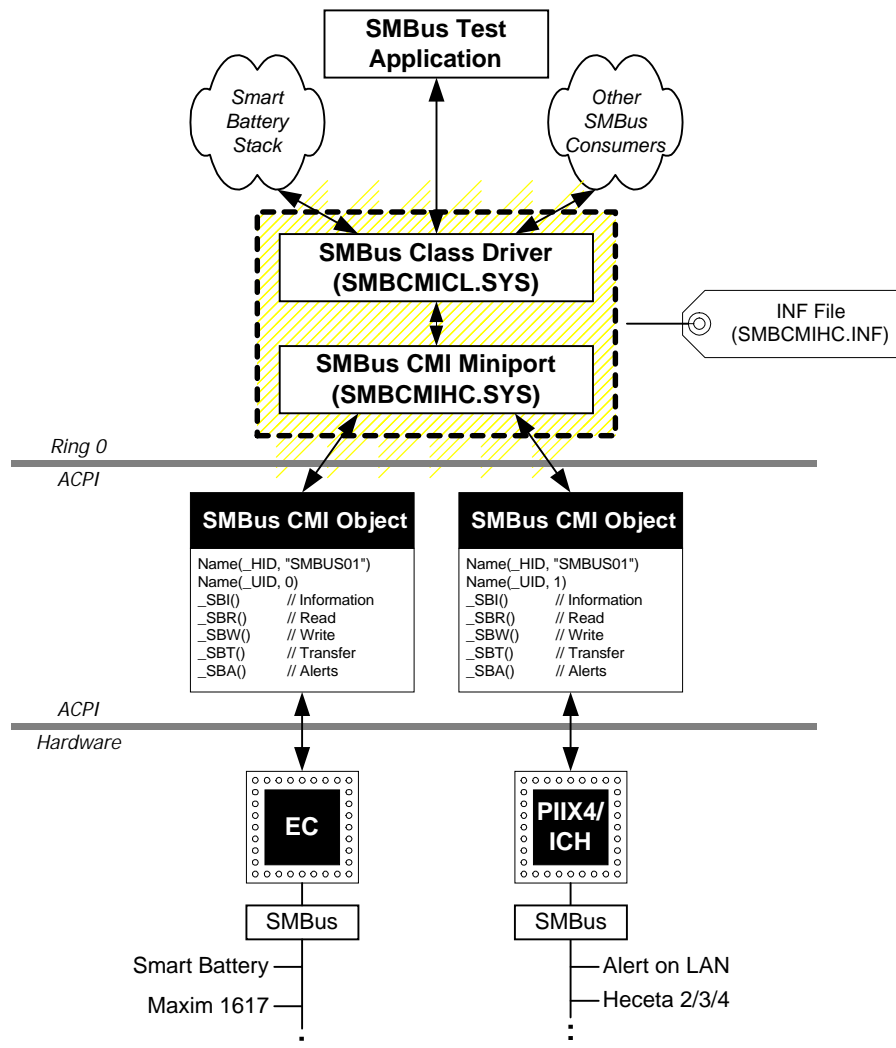 SMBus Test
Application
Smart
Battery
Stack
Other
SMBus
Consumers
SMBus Class Driver
(SMBCMICL.SYS)
INF File
(SMBCMIHC.INF)
SMBus CMI Miniport
(SMBCMIHC.SYS)
Ring 0
ACPI
SMBus CMI Object
Name(_HID, "SMBUS01")
Name(_UID, 0)
_SBI() // Information
_SBR() // Read
_SBW() // Write
_SBT() // Transfer
_SBA() // Alerts
SMBus CMI Object
Name(_HID, "SMBUS01")
Name(_UID, 1)
_SBI() // Information
_SBR() // Read
_SBW() // Write
_SBT() // Transfer
_SBA() // Alerts
ACPI
Hardware
EC
PIIX4/
ICH
SMBus
SMBus
Smart Battery
Maxim 1617
Alert on LAN
Heceta 2/3/4